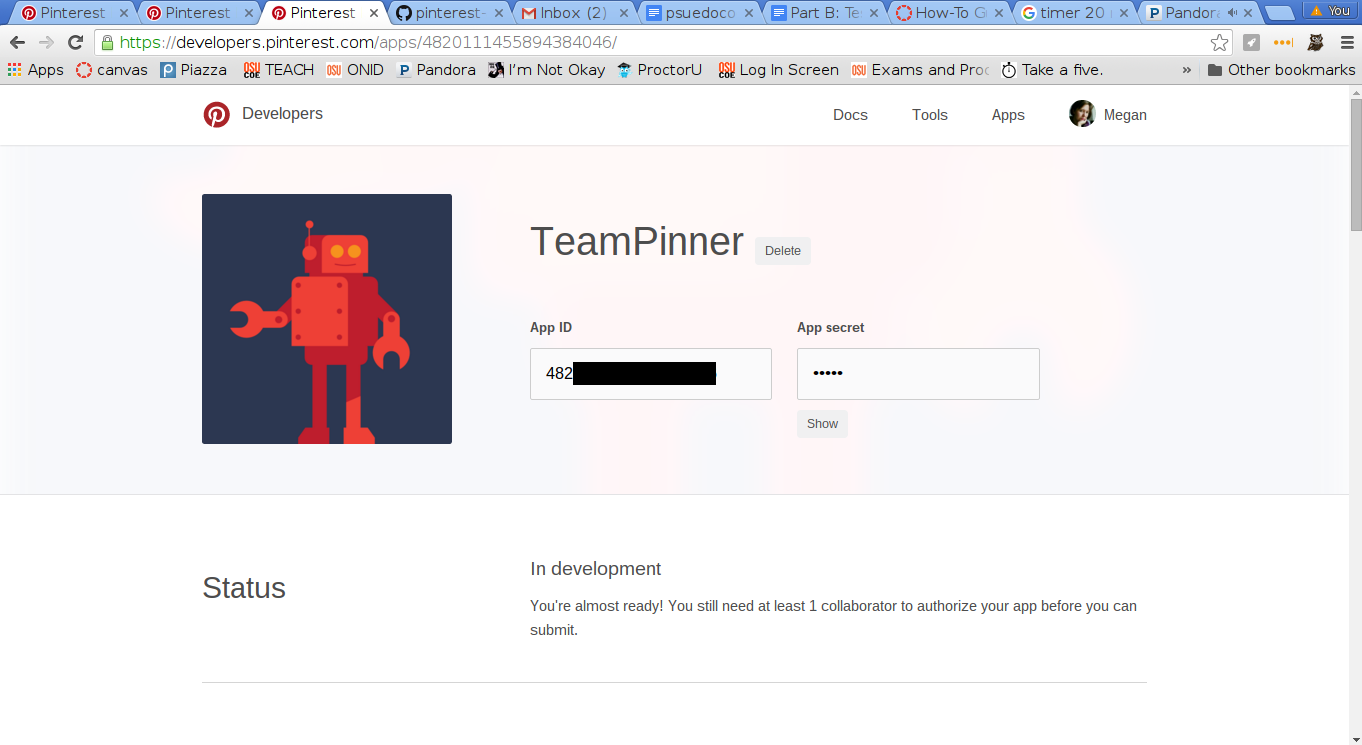 Pinterest Pinterest Pinterest pinterest- Inbox (2) psuedoco Part B: Te How-To G timer 20 Pandora You
https://developers.pinterest.com/apps/4820111455894384046/
Apps canvas Piazza OSU COE TEACH OSU ONID Pandora I'm Not Okay ProctorU OSU COE Log In Screen OSU Exams and Proc Take a five. » Other bookmarks
Developers Docs Tools Apps Megan
TeamPinner Delete
App ID App secret
482 •••••
Show
Status
In development
You're almost ready! You still need at least 1 collaborator to authorize your app before you can
submit.